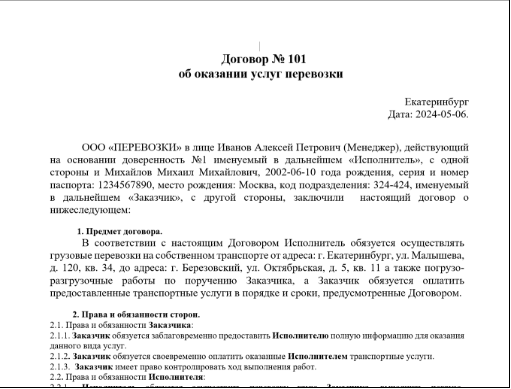 Договор № 101
об оказании услуг перевозки
Екатеринбург
Дата: 2024-05-06.
ООО «ПЕРЕВОЗКИ» в лице Иванов Алексей Петрович (Менеджер), действующий
на основании доверенность №1 именуемый в дальнейшем «Исполнитель», с одной
стороны и Михайлов Михаил Михайлович, 2002-06-10 года рождения, серия и номер
паспорта: 1234567890, место рождения: Москва, код подразделения: 324-424, именуемый
в дальнейшем «Заказчик», с другой стороны, заключили настоящий договор о
нижеследующем:
1. Предмет договора.
В соответствии с настоящим Договором Исполнитель обязуется осуществлять
грузовые перевозки на собственном транспорте от адреса: г. Екатеринбург, ул. Малышева,
д. 120, кв. 34, до адреса: г. Березовский, ул. Октябрьская, д. 5, кв. 11 а также погрузо-
разгрузочные работы по поручению Заказчика, а Заказчик обязуется оплатить
предоставленные транспортные услуги в порядке и сроки, предусмотренные Договором.
2. Права и обязанности сторон.
2.1. Права и обязанности Заказчика:
2.1.1. Заказчик обязуется заблаговременно предоставить Исполнителю полную информацию для оказания
данного вида услуг.
2.1.2. Заказчик обязуется своевременно оплатить оказанные Исполнителем транспортные услуги.
2.1.3. Заказчик имеет право контролировать ход выполнения работ.
2.2. Права и обязанности Исполнителя: